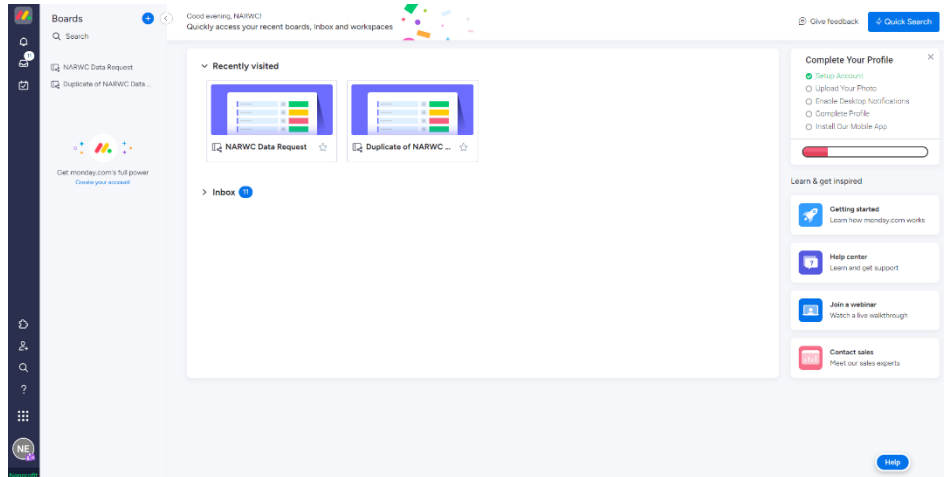 Boards
Search
NARWC Data Request
Duplicate of NARWC Data...
Get monday.com's full power
Create your account
11
NE
nonprofit
Good evening, NARWC!
Quickly access your recent boards, Inbox and workspaces
Give feedback
Quick Search
Recently visited
NARWC Data Request
Duplicate of NARWC ...
Inbox 11
Complete Your Profile
Setup Account
Upload Your Photo
Enable Desktop Notifications
Complete Profile
Install Our Mobile App
Learn & get inspired
Getting started
Learn how monday.com works
Help center
Learn and get support
Join a webinar
Watch a live walkthrough
Contact sales
Meet our sales experts
Help